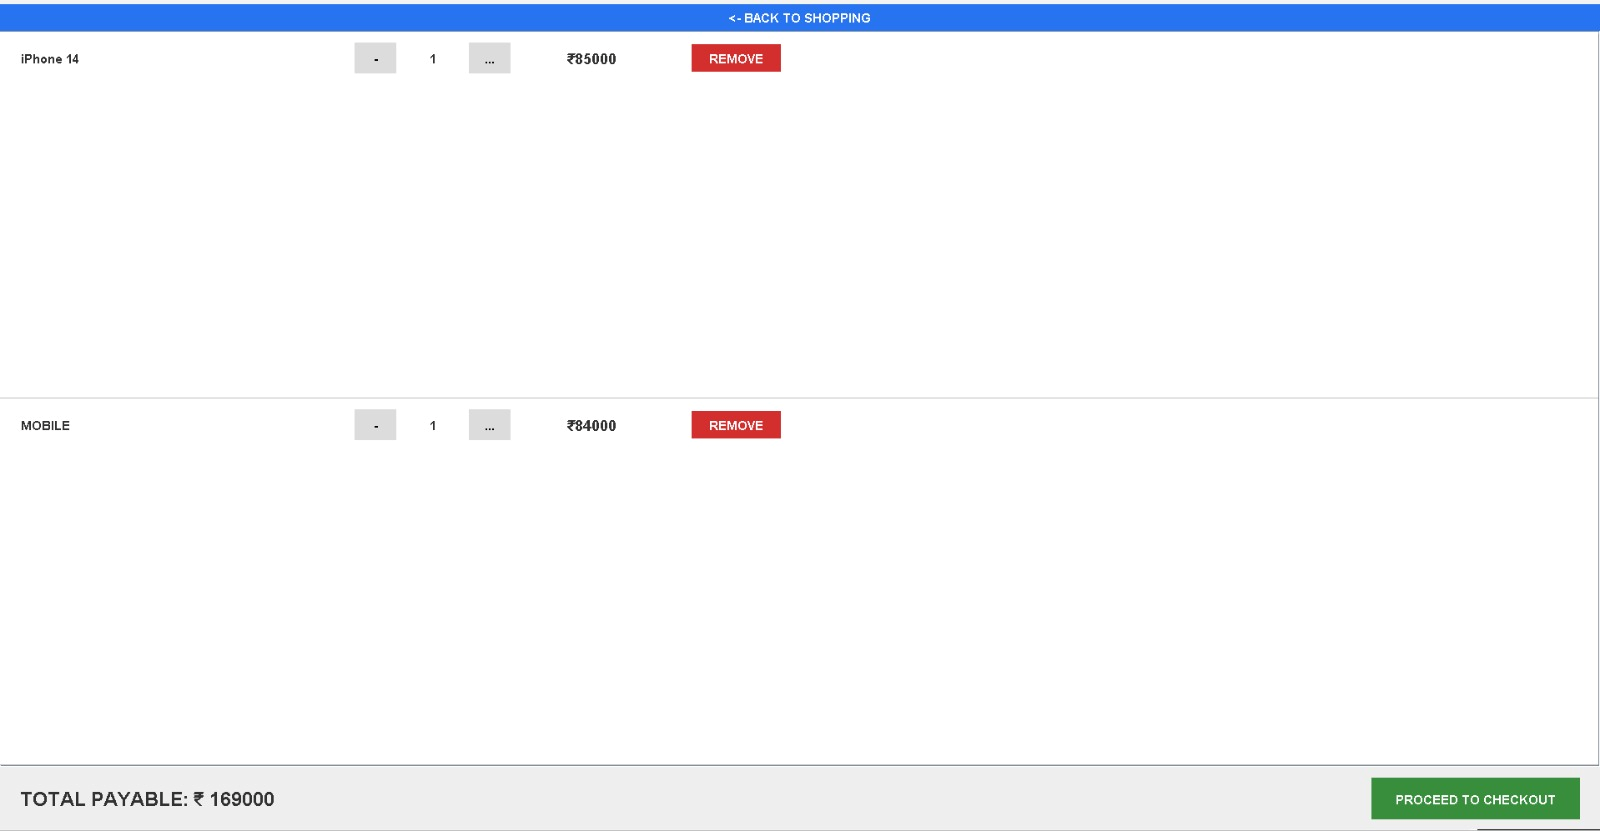 <- BACK TO SHOPPING
iPhone 14 - 1 ... ₹85000 REMOVE
MOBILE - 1 ... ₹84000 REMOVE
TOTAL PAYABLE: ₹ 169000 PROCEED TO CHECKOUT